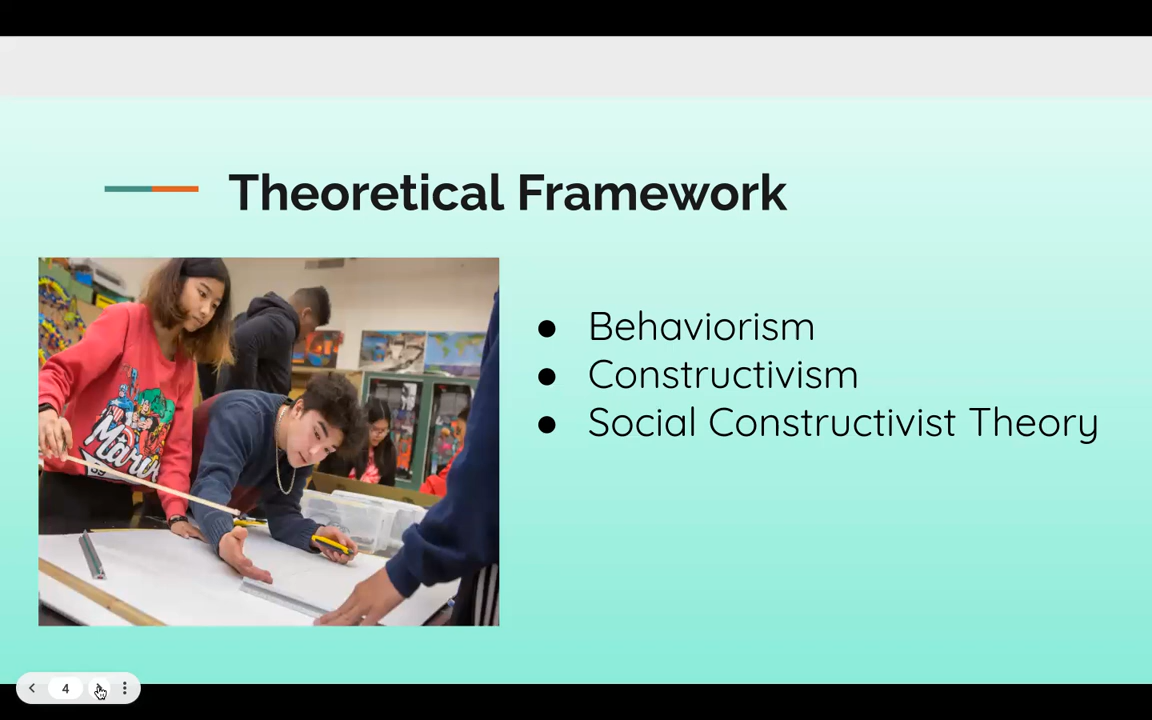 Theoretical Framework
● Behaviorism
● Constructivism
● Social Constructivist Theory
4